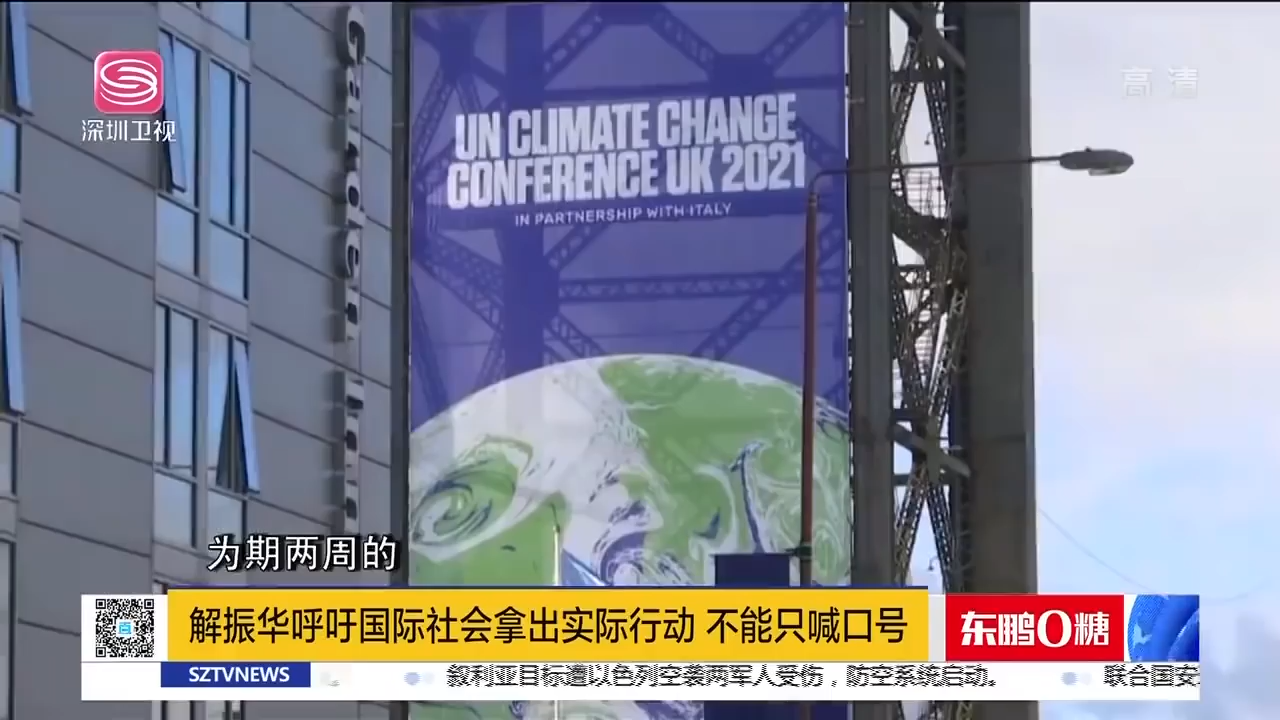 深圳卫视
高清
UN CLIMATE CHANGE
CONFERENCE UK 2021
IN PARTNERSHIP WITH ITALY
为期两周的
解振华呼吁国际社会拿出实际行动 不能只喊口号
东鹏0糖
SZTVNEWS
叙利亚目标遭以色列空袭两军人受伤，防空系统启动。
联合国安